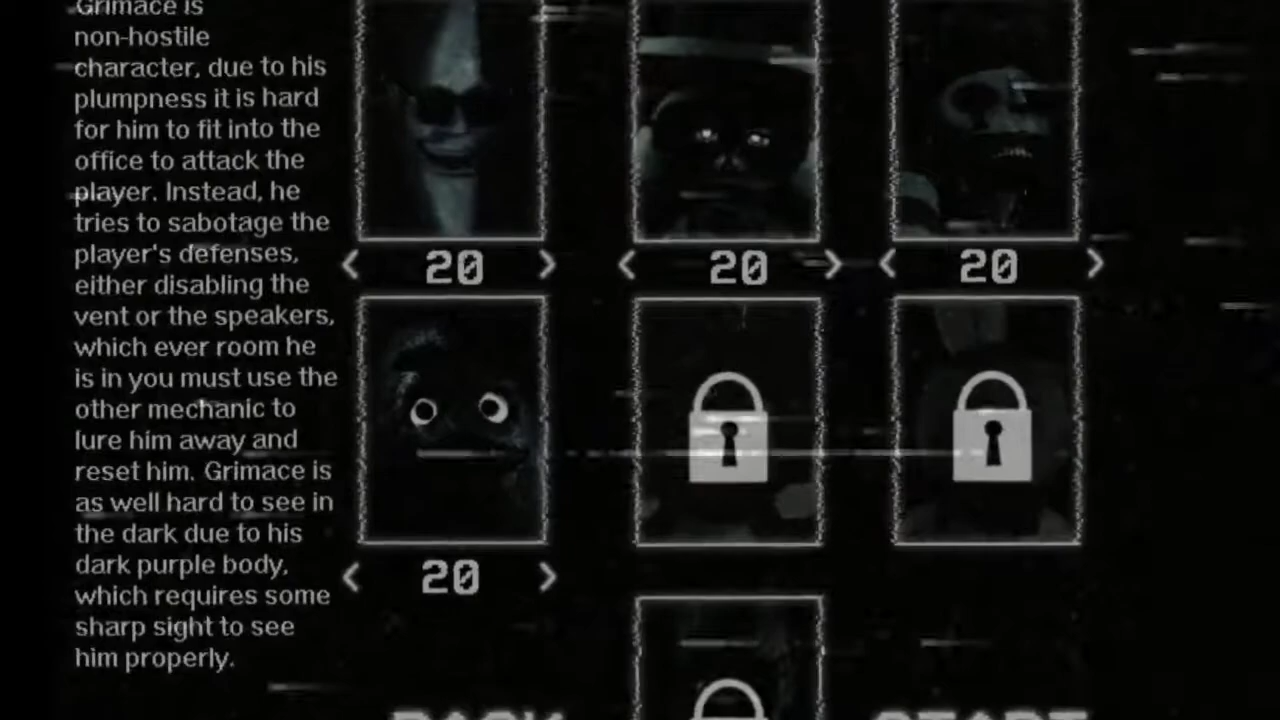 Grimace is
non-hostile
character, due to his
plumpness it is hard
for him to fit into the
office to attack the
player. Instead, he
tries to sabotage the
player's defenses,
either disabling the
vent or the speakers,
which ever room he
is in you must use the
other mechanic to
lure him away and
reset him. Grimace is
as well hard to see in
the dark due to his
dark purple body,
which requires some
sharp sight to see
him properly.
< 20 > < 20 > < 20 >
< 20 >
BACK START